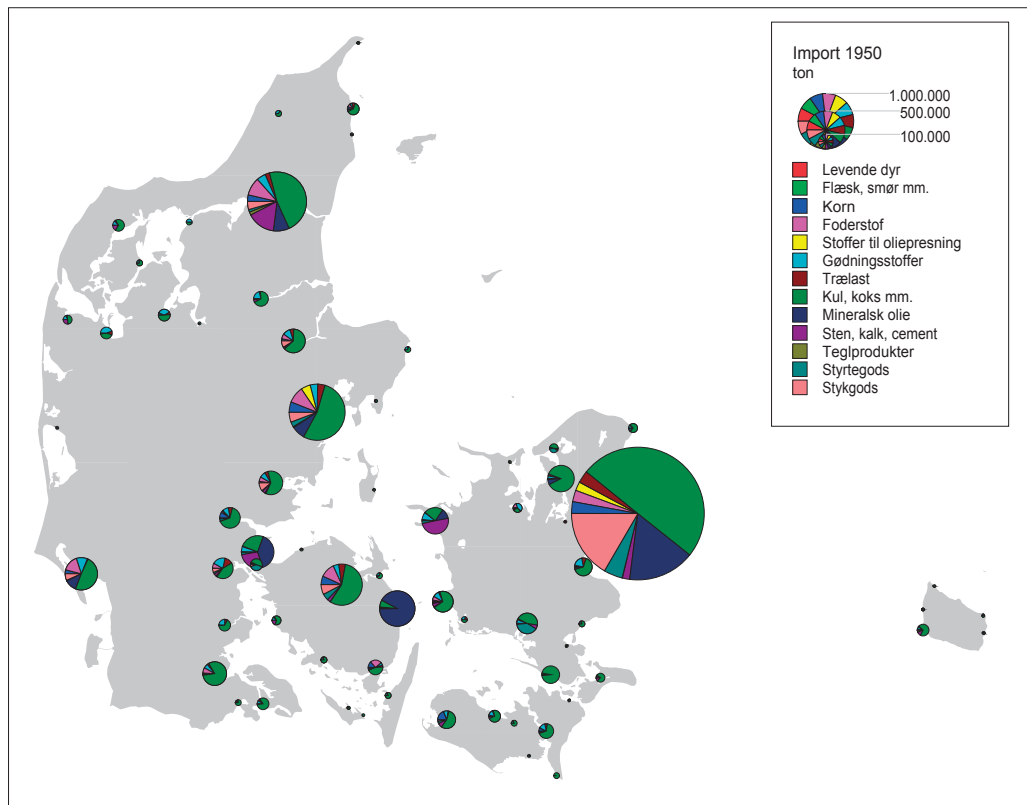 Import 1950
ton
1.000.000
500.000
100.000
Levende dyr
Flæsk, smør mm.
Korn
Foderstof
Stoffer til oliepresning
Gødningsstoffer
Trælast
Kul, koks mm.
Mineralsk olie
Sten, kalk, cement
Teglprodukter
Styrtegods
Stykgods